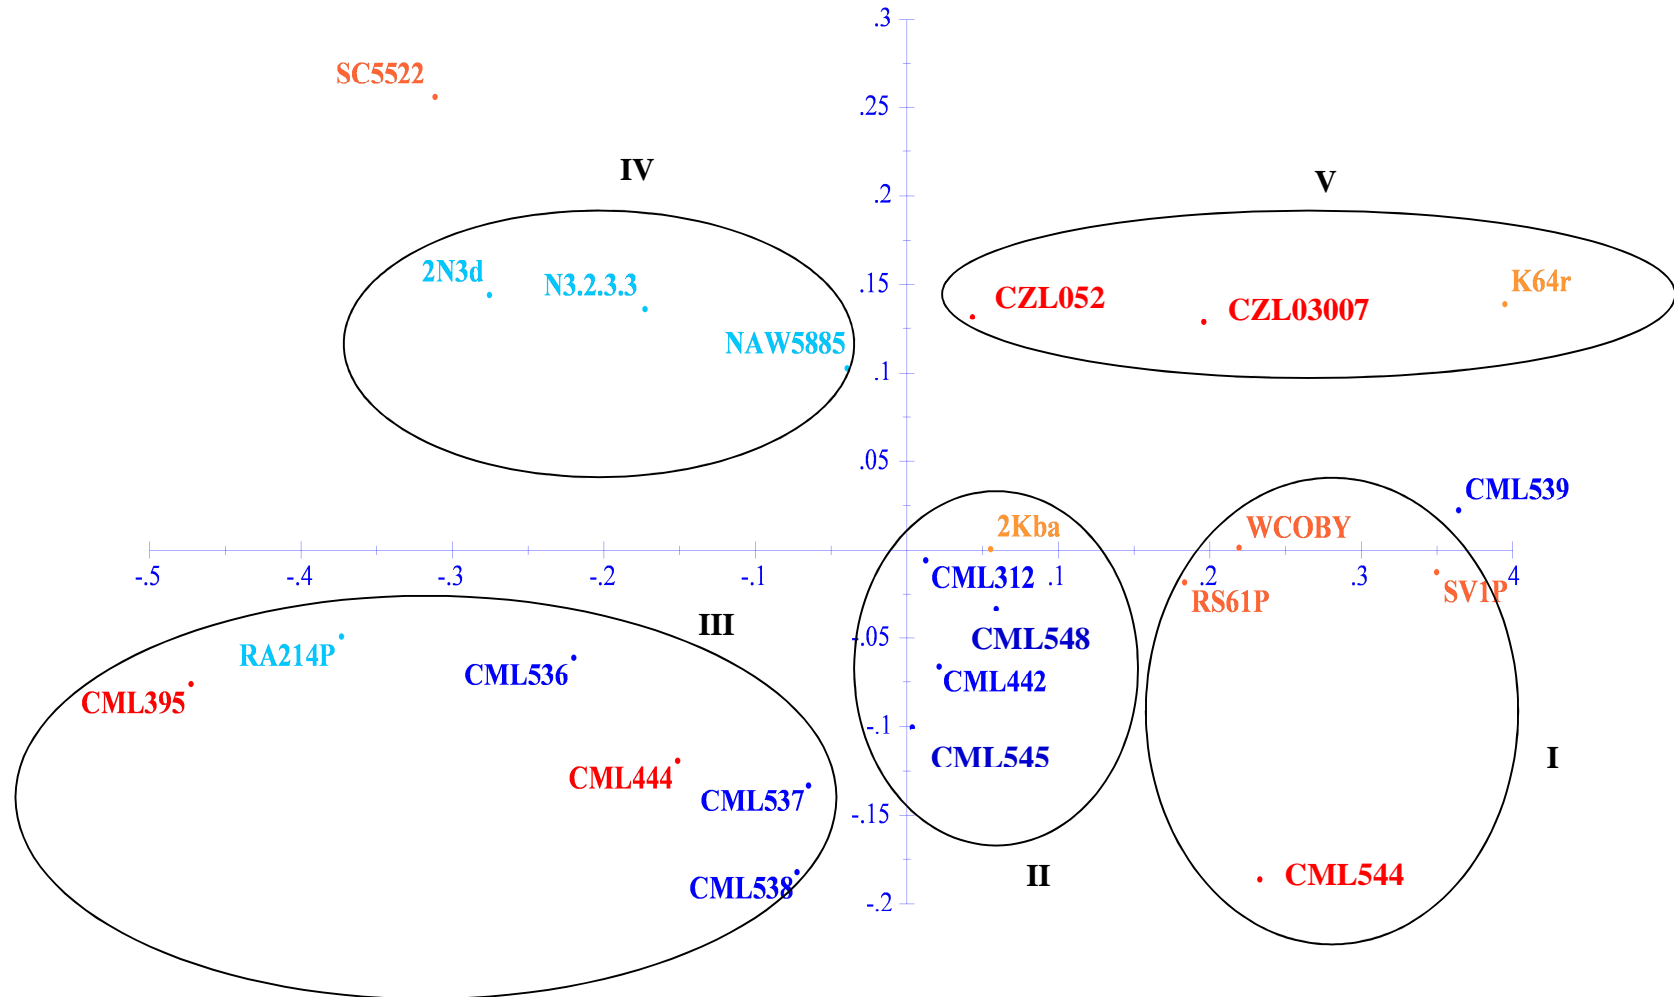 .3
SC5522
.25
IV
V
.2
2N3d
N3.2.3.3
.15
CZL052
CZL03007
K64r
NAW5885
.1
.05
CML539
2Kba
WCOBY
-.5 -.4 -.3 -.2 -.1 .1 .2 .3 4
CML312
RS61P
SV1P
III
-.05
CML548
RA214P
CML536
CML442
CML395
-.1
CML545
I
CML444
CML537
-.15
II
CML544
CML538
-.2